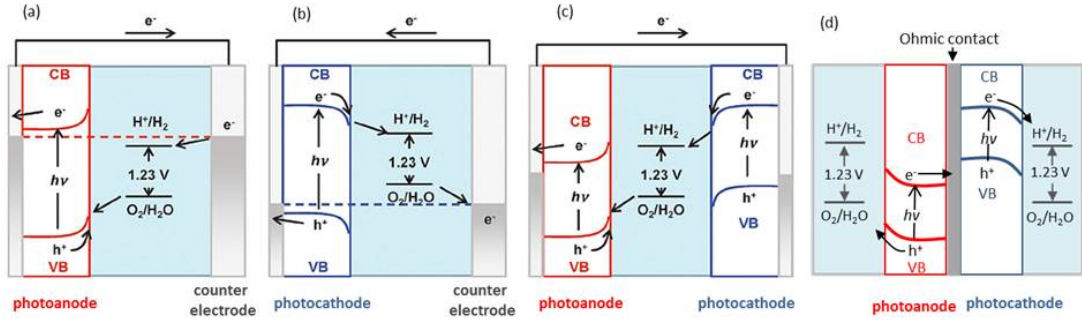 (a)
e-
CB
e-
H+/H2
e-
1.23 V
hν
O2/H2O
h+
VB
photoanode
counter
electrode
(b)
e-
CB
e-
H+/H2
1.23 V
hν
O2/H2O
e-
h+
VB
photocathode
counter
electrode
(c)
e-
CB
e-
H+/H2
CB
e-
1.23 V
hν
hν
O2/H2O
h+
h+
VB
VB
photoanode
photocathode
(d)
Ohmic contact
CB
e-
H+/H2
H+/H2
hν
CB
1.23 V
1.23 V
e-
h+
VB
O2/H2O
O2/H2O
hν
h+
VB
photoanode
photocathode